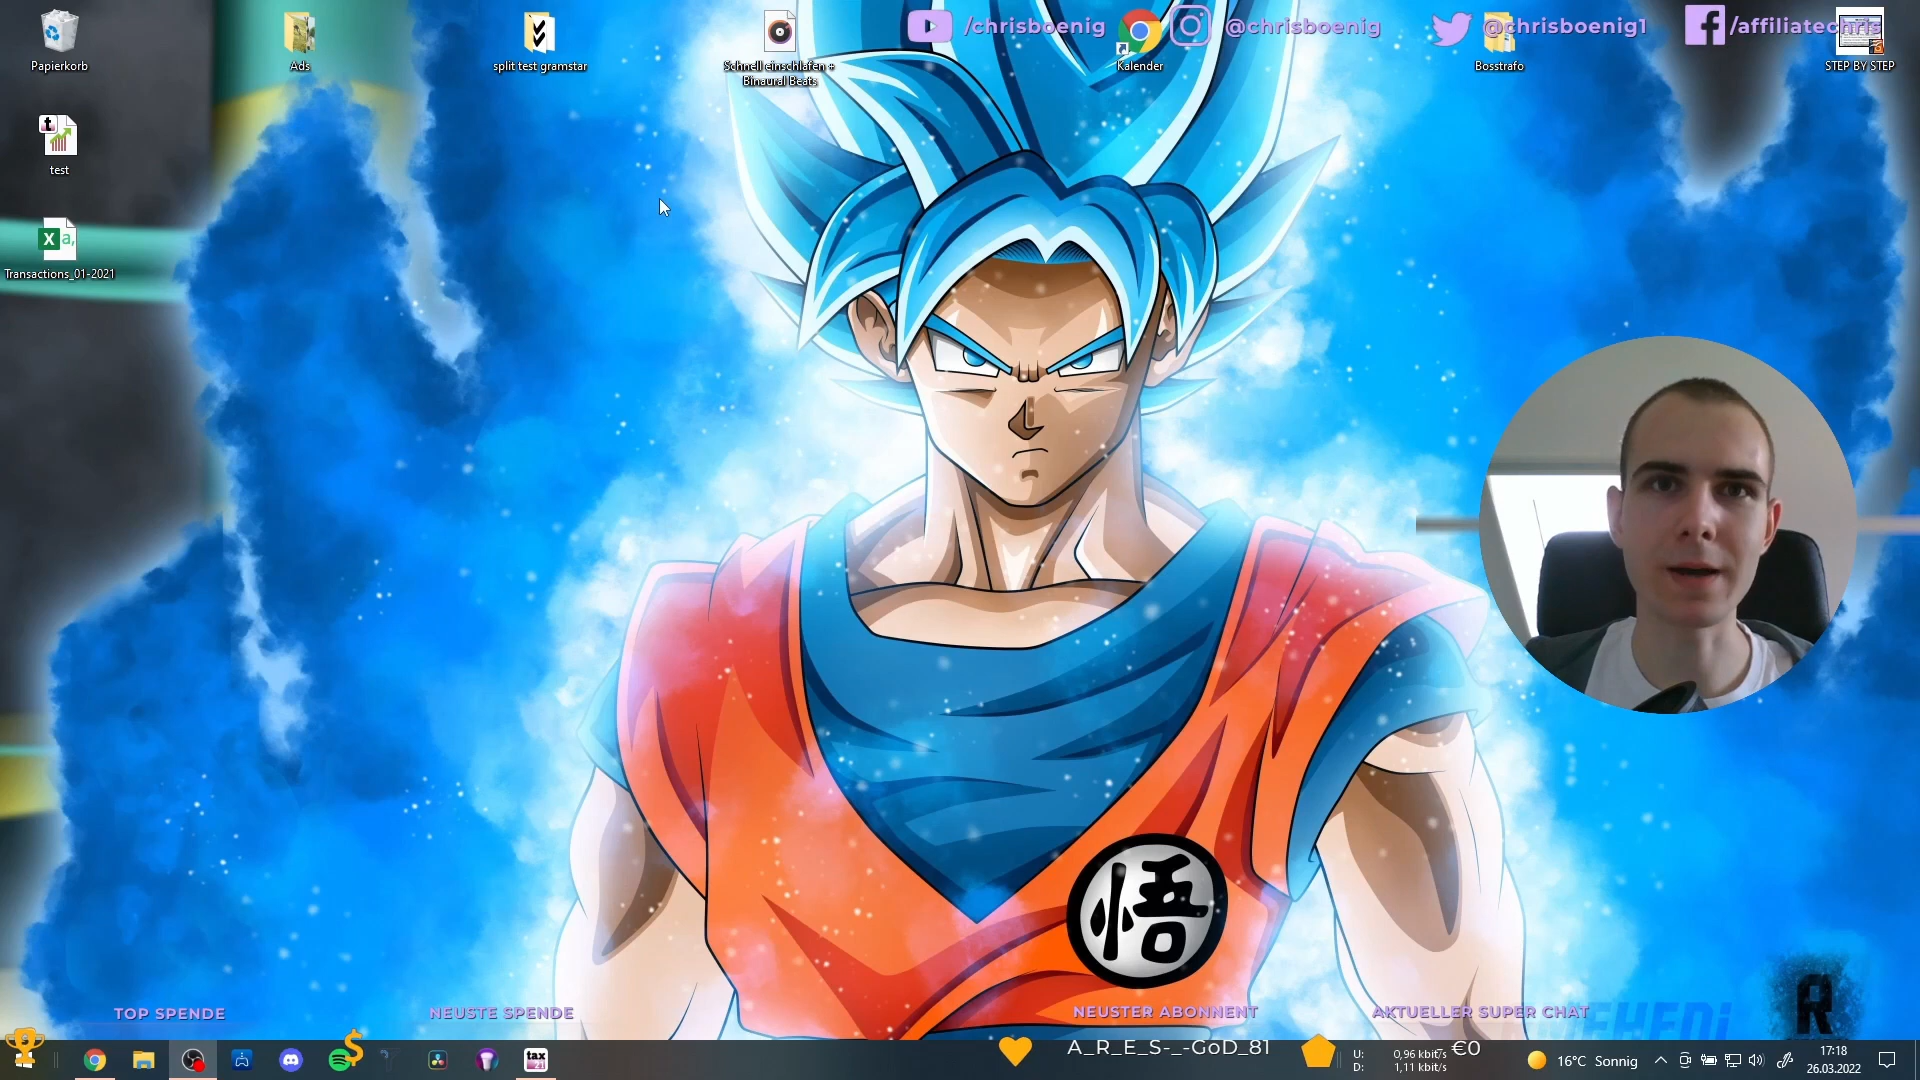 /chrisboenig
@chrisboenig
@chrisboenig1
/affiliatechris
Papierkorb
Ads
split test gramstar
Schnell einschlafen +
Binaural Beats
Kalender
Bosstrafo
STEP BY STEP
t
test
X a,
Transactions_01-2021
悟
R
TOP SPENDE
NEUSTE SPENDE
NEUSTER ABONNENT
AKTUELLER SUPER CHAT
$
tax
21
A_R_E_S-_-GoD_81
U: 0,96 kbit/s
D: 1,11 kbit/s
€0
16°C Sonnig
17:18
26.03.2022